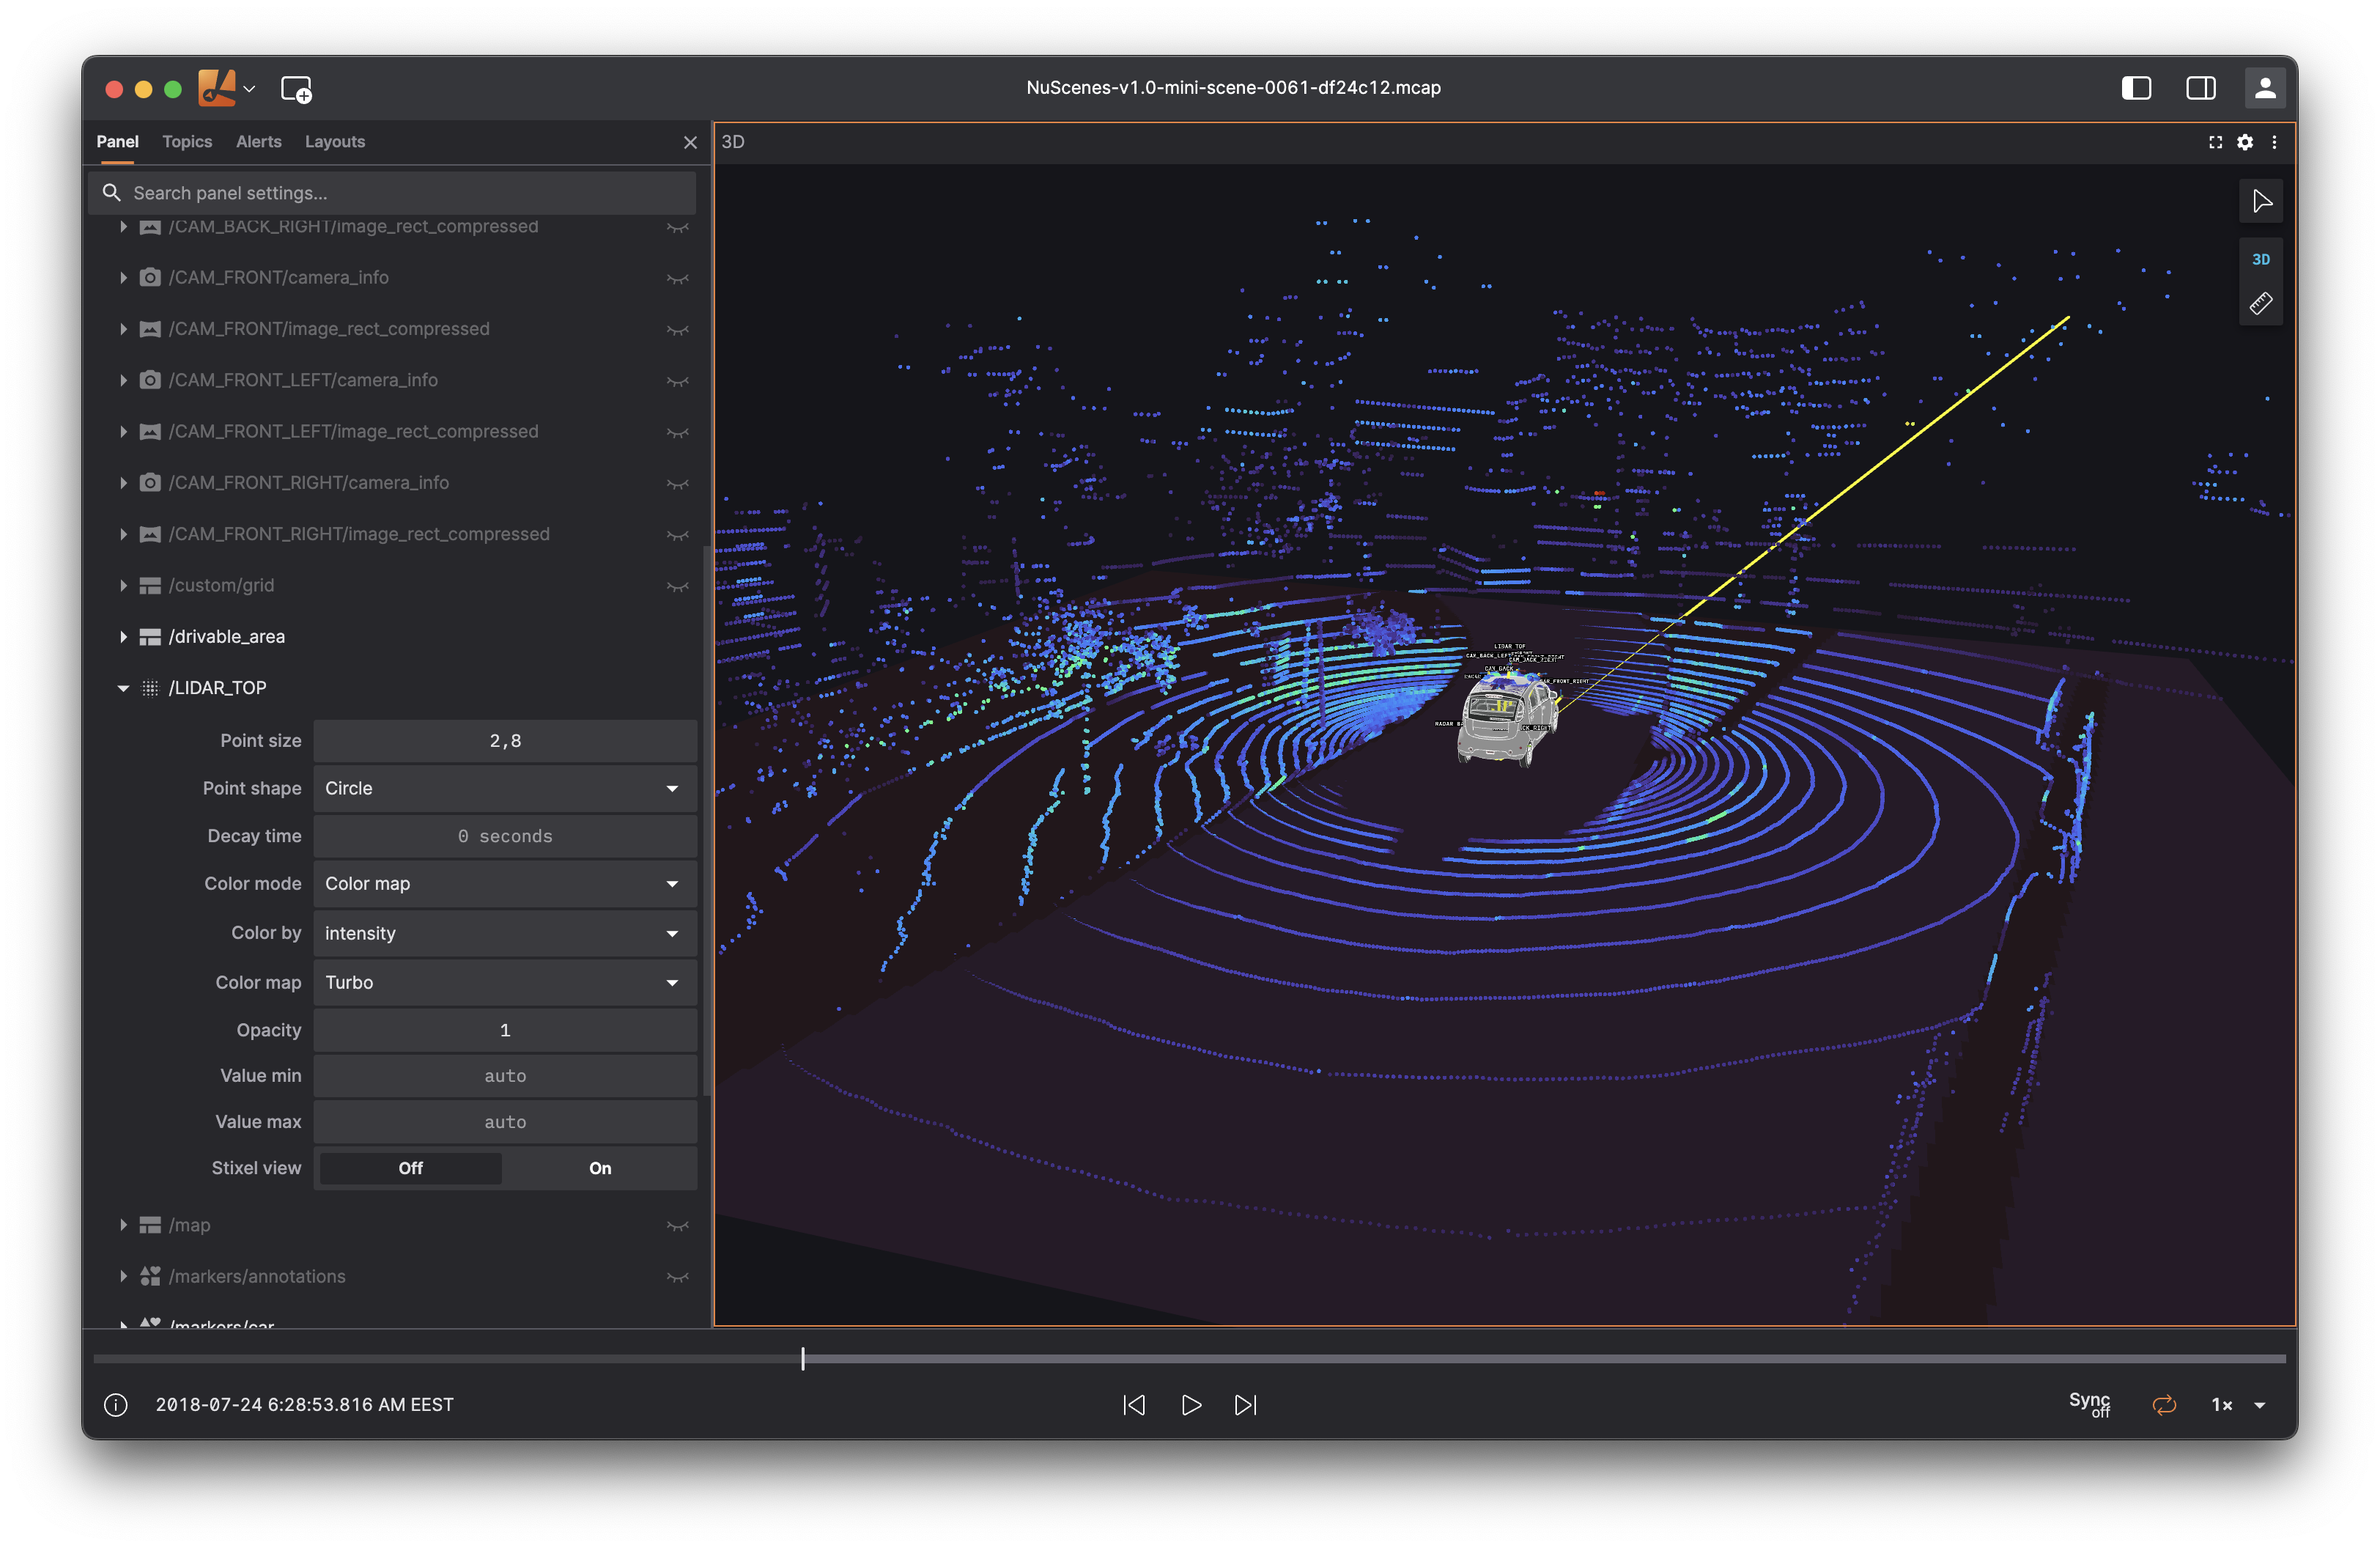 NuScenes-v1.0-mini-scene-0061-df24c12.mcap
Panel Topics Alerts Layouts
3D
Search panel settings...
3D
/CAM_BACK_RIGHT/image_rect_compressed
/CAM_FRONT/camera_info
/CAM_FRONT/image_rect_compressed
/CAM_FRONT_LEFT/camera_info
/CAM_FRONT_LEFT/image_rect_compressed
/CAM_FRONT_RIGHT/camera_info
/CAM_FRONT_RIGHT/image_rect_compressed
/custom/grid
/drivable_area
/LIDAR_TOP
Point size 2,8
Point shape Circle
Decay time 0 seconds
Color mode Color map
Color by intensity
Color map Turbo
Opacity 1
Value min auto
Value max auto
Stixel view Off On
/map
/markers/annotations
/markers/car
LIDAR_TOP
2018-07-24 6:28:53.816 AM EEST
Sync
off
1×